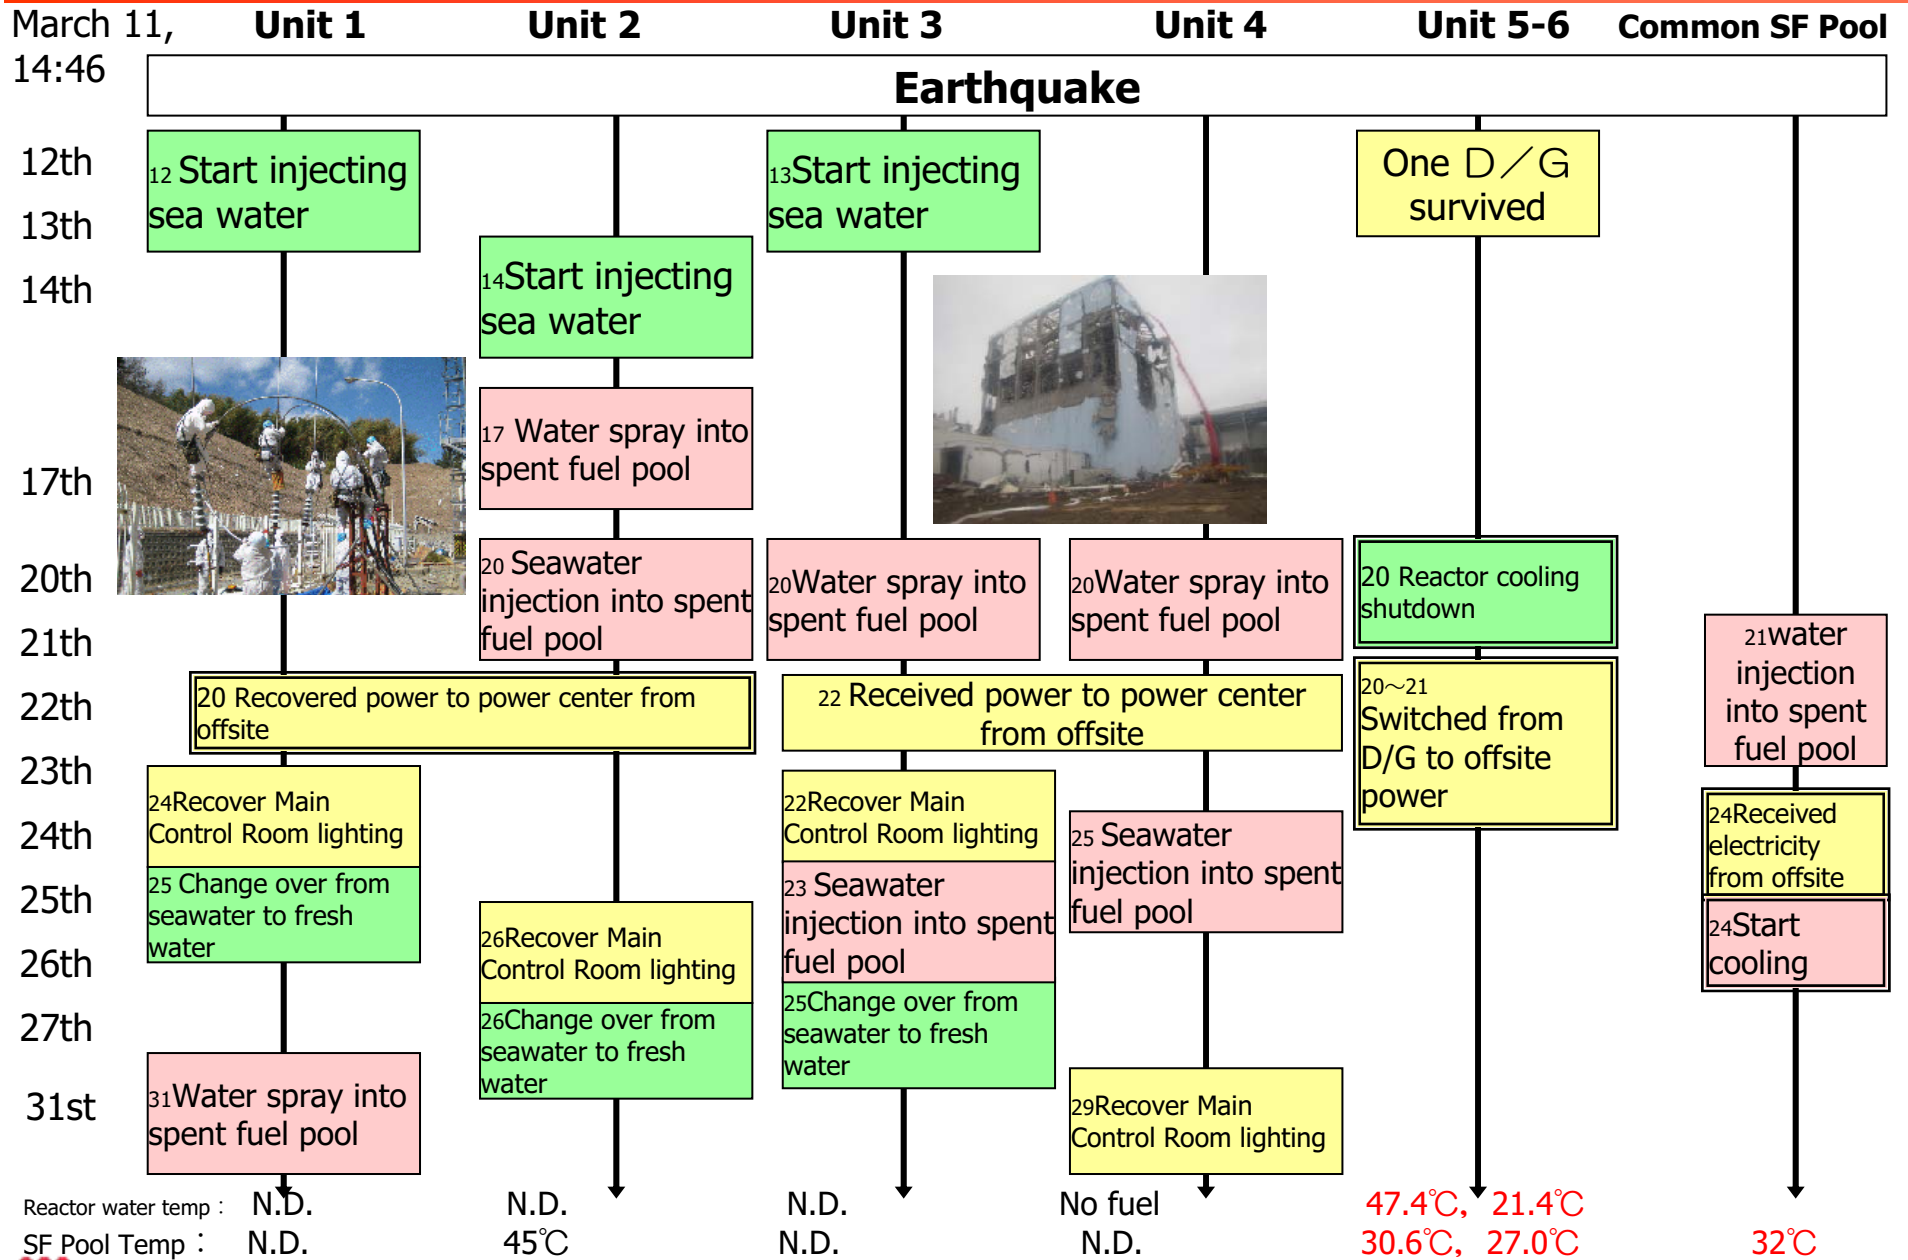 March 11,
14:46
Unit 1
Unit 2
Unit 3
Unit 4
Unit 5-6
Common SF Pool
Earthquake
12th
13th
14th
17th
20th
21th
22th
23th
24th
25th
26th
27th
31st
12 Start injecting
sea water
24Recover Main
Control Room lighting
25 Change over from
seawater to fresh
water
31Water spray into
spent fuel pool
14Start injecting
sea water
17 Water spray into
spent fuel pool
20 Seawater
injection into spent
fuel pool
20 Recovered power to power center from
offsite
26Recover Main
Control Room lighting
26Change over from
seawater to fresh
water
13Start injecting
sea water
20Water spray into
spent fuel pool
22 Received power to power center
from offsite
22Recover Main
Control Room lighting
23 Seawater
injection into spent
fuel pool
25Change over from
seawater to fresh
water
20Water spray into
spent fuel pool
25 Seawater
injection into spent
fuel pool
29Recover Main
Control Room lighting
One Ｄ／Ｇ
survived
20 Reactor cooling
shutdown
20～21
Switched from
D/G to offsite
power
21water
injection
into spent
fuel pool
24Received
electricity
from offsite
24Start
cooling
Reactor water temp： N.D. N.D. N.D. No fuel 47.4℃, 21.4℃
SF Pool Temp： N.D. 45℃ N.D. N.D. 30.6℃, 27.0℃ 32℃